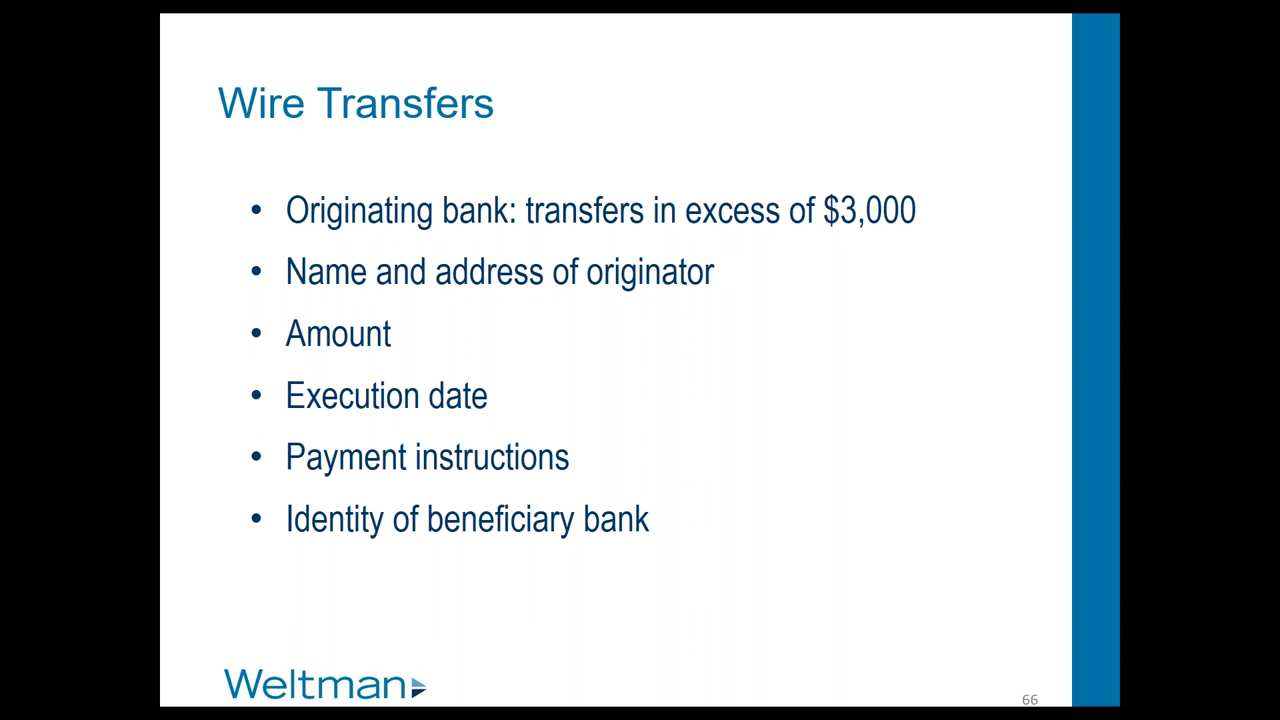 Wire Transfers
• Originating bank: transfers in excess of $3,000
• Name and address of originator
• Amount
• Execution date
• Payment instructions
• Identity of beneficiary bank
Weltman
66